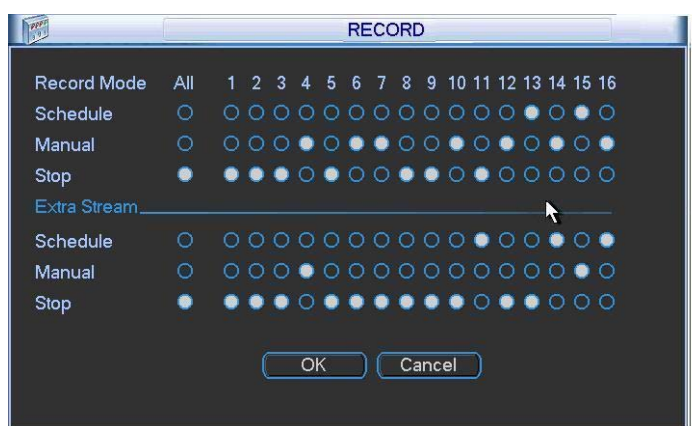 RECORD
Record Mode All 1 2 3 4 5 6 7 8 9 10 11 12 13 14 15 16
Schedule
Manual
Stop
Extra Stream
Schedule
Manual
Stop
OK Cancel